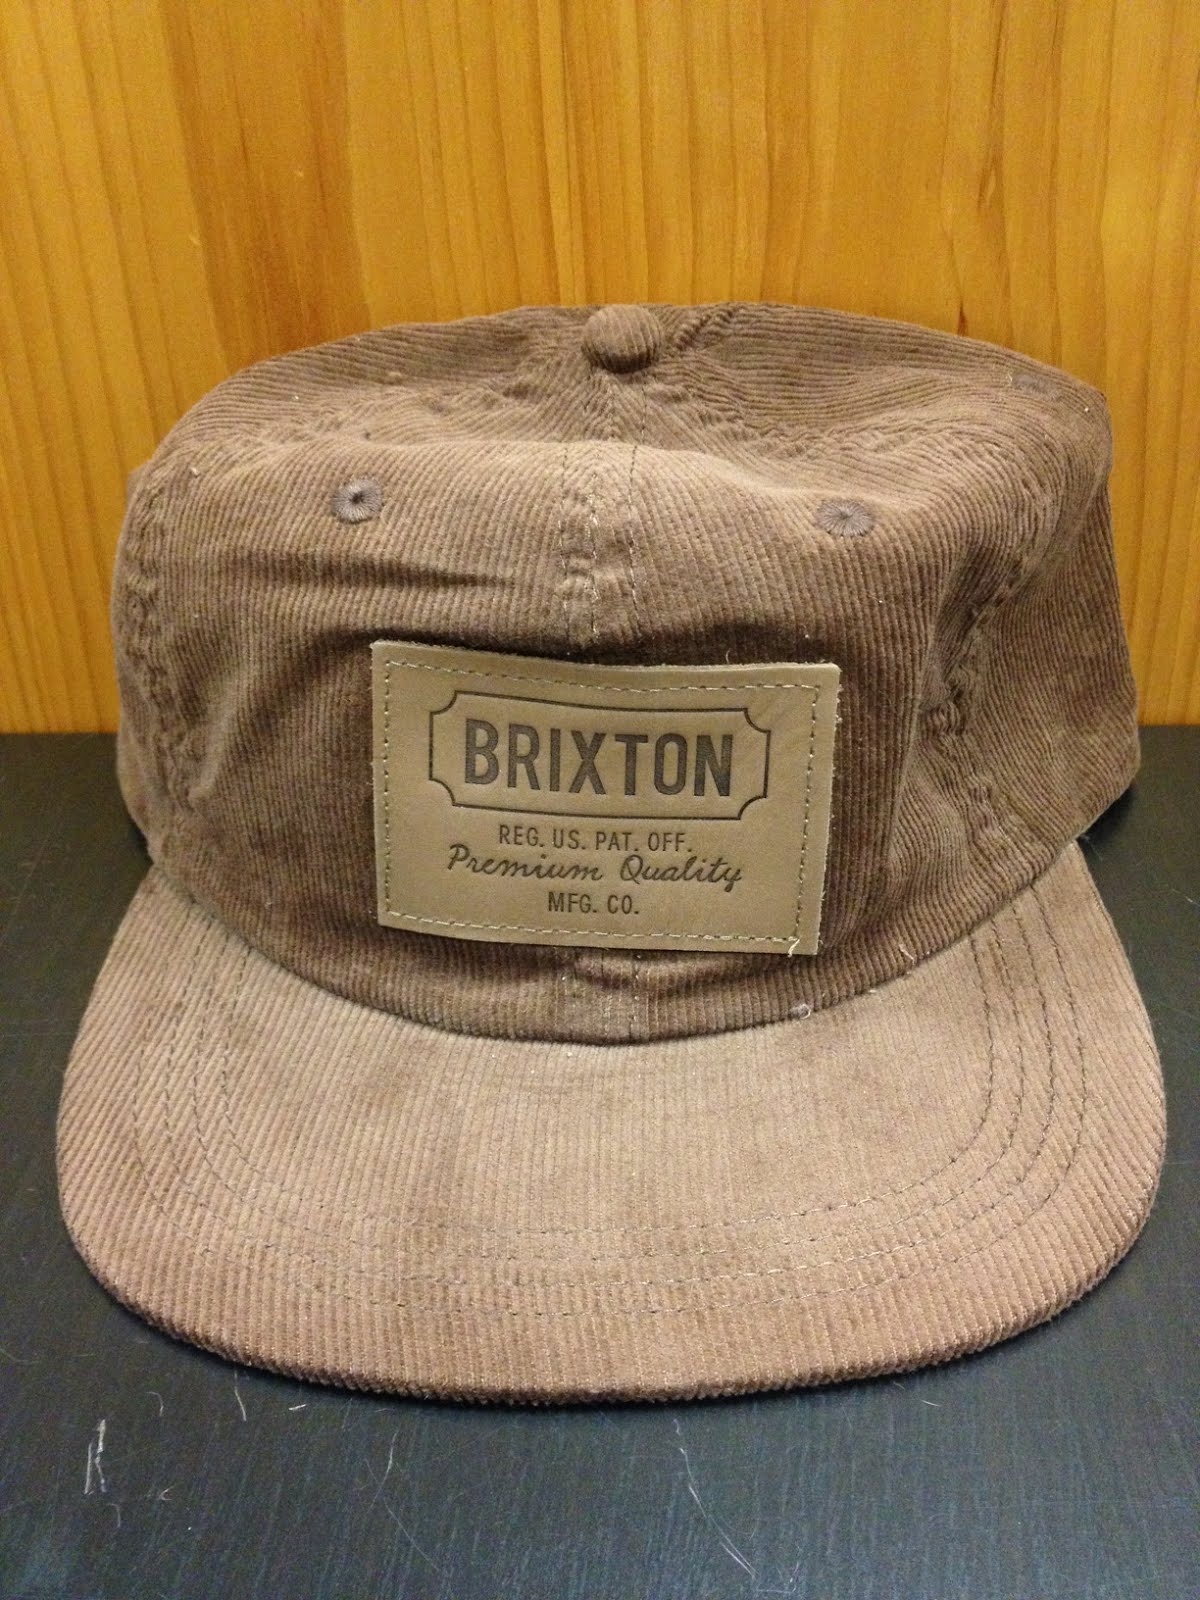 BRIXTON
REG. US. PAT. OFF.
Premium Quality
MFG. CO.